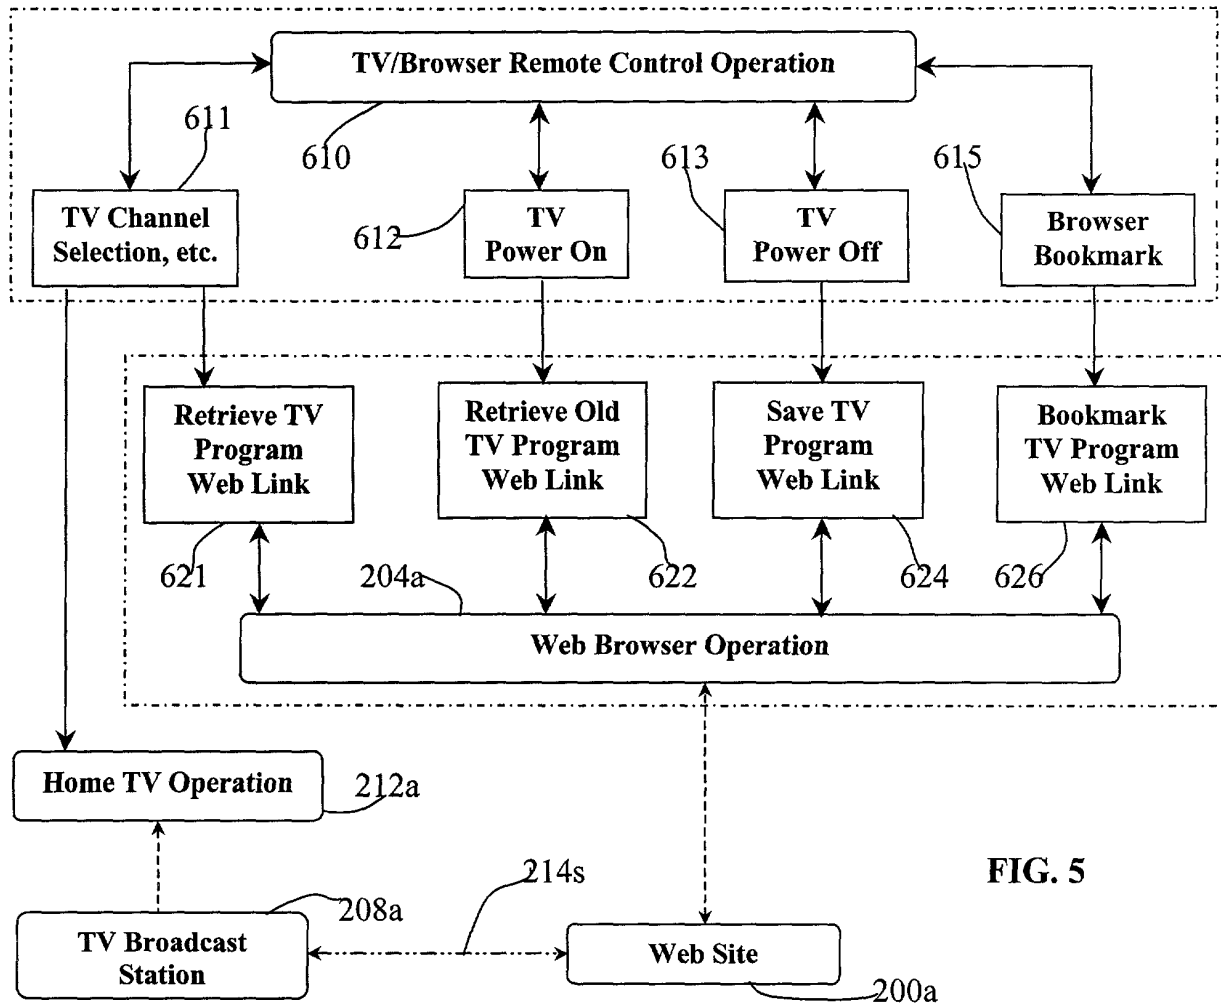 TV/Browser Remote Control Operation
611
610
613
615
TV Channel
Selection, etc.
612
TV
Power On
TV
Power Off
Browser
Bookmark
Retrieve TV
Program
Web Link
Retrieve Old
TV Program
Web Link
Save TV
Program
Web Link
Bookmark
TV Program
Web Link
621
204a
622
624
626
Web Browser Operation
Home TV Operation
212a
214s
FIG. 5
208a
TV Broadcast
Station
Web Site
200a